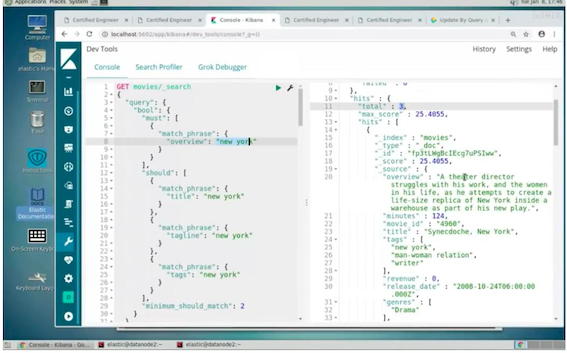 Applications Places System
Tue Jan 8, 17:46
Certified Engineer
Certified Engineer
Console - Kibana
Certified Engineer
Certified Engineer
Update By Query
localhost:5602/app/kibana#/dev_tools/console?_g=()
Computer
elastic's Home
Terminal
Trash
INSTRUCTIONS
Elastic
Documentation
On-Screen Keyboard
Keyboard Layout
Dev Tools
History Settings Help
Console Search Profiler Grok Debugger
1 GET movies/_search
2 {
3 "query": {
4 "bool": {
5 "must": [
6 {
7 "match_phrase": {
8 "overview": "new york"
9 }
10 }
11 ],
12 "should": [
13 {
14 "match_phrase": {
15 "title": "new york"
16 }
17 },
18 {
19 "match_phrase": {
20 "tagline": "new york"
21 }
22 },
23 {
24 "match_phrase": {
25 "tags": "new york"
26 }
27 }
28 ],
29 "minimum_should_match": 2
30 }
31 }
9 },
10 "hits" : {
11 "total" : 3,
12 "max_score" : 25.4055,
13 "hits" : [
14 {
15 "_index" : "movies",
16 "_type" : "_doc",
17 "_id" : "fp3tLWgBcIEcg7uPSIww",
18 "_score" : 25.4055,
19 "_source" : {
20 "overview" : "A theater director
struggles with his work, and the women
in his life, as he attempts to create a
life-size replica of New York inside a
warehouse as part of his new play.",
21 "minutes" : 124,
22 "movie_id" : "4960",
23 "title" : "Synecdoche, New York",
24 "tags" : [
25 "new york",
26 "man-woman relation",
27 "writer"
28 ],
29 "revenue" : 0,
30 "release_date" : "2008-10-24T06:00:00
.000Z",
31 "genres" : [
32 "Drama"
33 ],
Console - Kibana - Go...
elastic@datanode2:~
elastic@datanode2:~